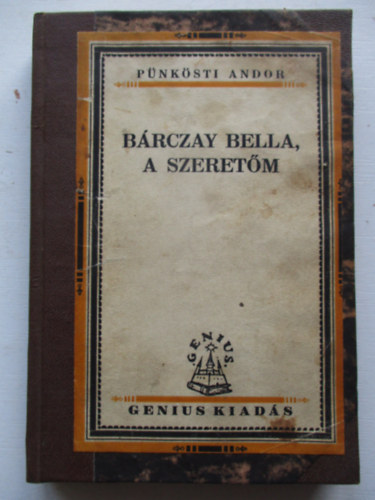 PÜNKÖSTI ANDOR
BÁRCZAY BELLA,
A SZERETŐM
.GENIUS.
GENIUS KIADÁS